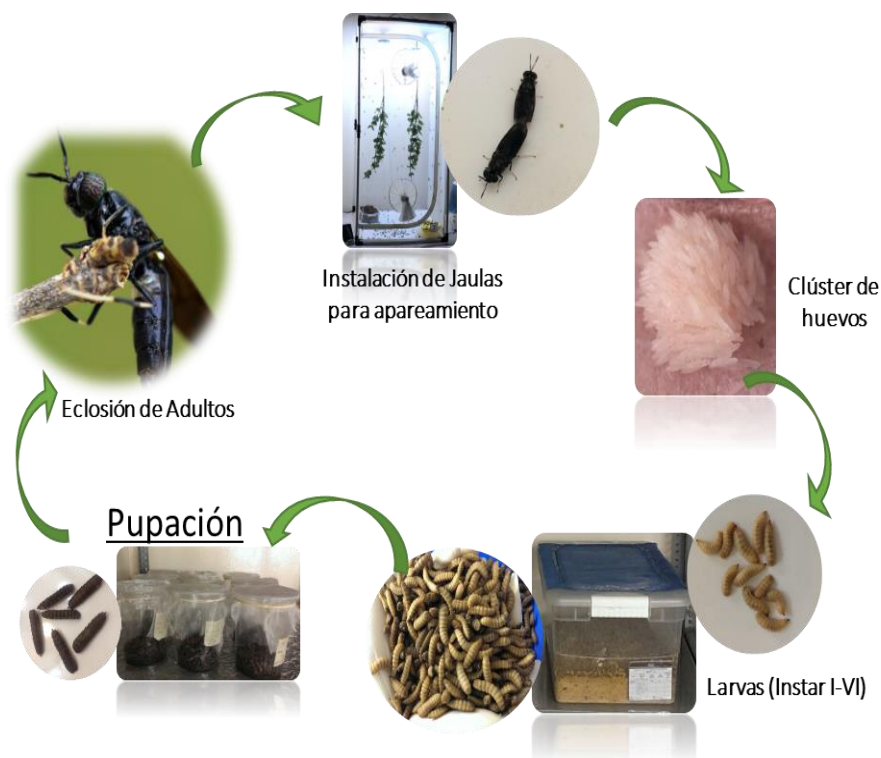 Instalación de Jaulas
para apareamiento
Clúster de
huevos
Eclosión de Adultos
Pupación
Larvas (Instar I-VI)